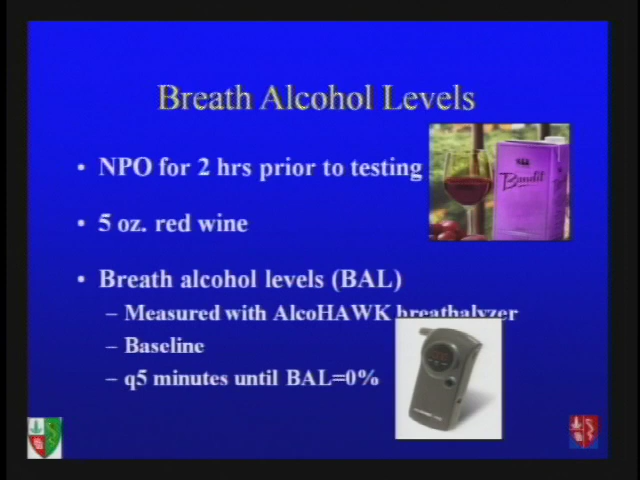 Breath Alcohol Levels
• NPO for 2 hrs prior to testing
Bandit
• 5 oz. red wine
• Breath alcohol levels (BAL)
– Measured with AlcoHAWK breathalyzer
– Baseline
– q5 minutes until BAL=0%